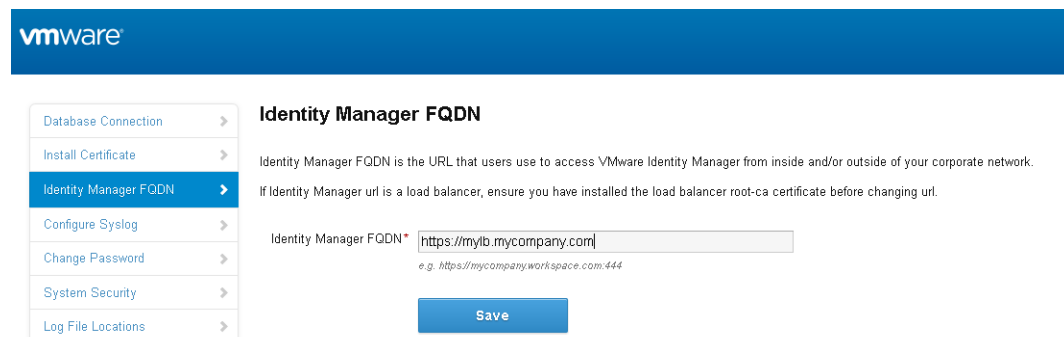 vmware
Database Connection
Install Certificate
Identity Manager FQDN
Configure Syslog
Change Password
System Security
Log File Locations
Identity Manager FQDN
Identity Manager FQDN is the URL that users use to access VMware Identity Manager from inside and/or outside of your corporate network.
If Identity Manager url is a load balancer, ensure you have installed the load balancer root-ca certificate before changing url.
Identity Manager FQDN* https://mylb.mycompany.com
e.g. https://mycompany.workspace.com:444
Save